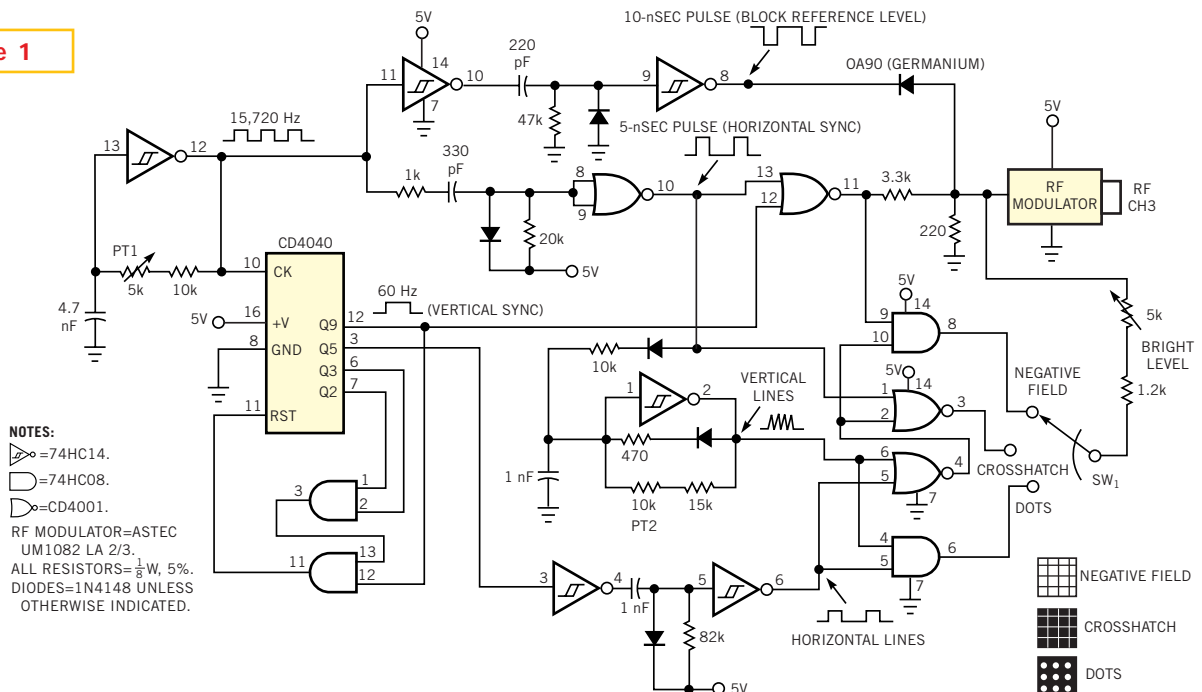 e 1
5V
10-nSEC PULSE (BLOCK REFERENCE LEVEL)
220
pF
OA90 (GERMANIUM)
11
14
10
9
8
7
47k
5V
15,720 Hz
5-nSEC PULSE (HORIZONTAL SYNC)
13
12
330
pF
1k
8
9
10
13
12
11
3.3k
RF
MODULATOR
RF
CH3
20k
220
5V
PT1
5k
10k
CD4040
10
CK
4.7
nF
60 Hz
(VERTICAL SYNC)
5V
16
+V
Q9
12
8
GND
Q5
3
Q3
6
Q2
7
11
RST
5V
14
9
10
8
5k
BRIGHT
LEVEL
10k
1
2
VERTICAL
LINES
5V
14
1
2
3
NEGATIVE
FIELD
1.2k
470
1 nF
10k
15k
PT2
6
5
4
7
CROSSHATCH
SW1
DOTS
NOTES:
=74HC14.
=74HC08.
=CD4001.
RF MODULATOR=ASTEC
UM1082 LA 2/3.
ALL RESISTORS=1/8W, 5%.
DIODES=1N4148 UNLESS
OTHERWISE INDICATED.
3
1
2
11
13
12
4
5
6
7
3
4
1 nF
5
6
82k
5V
HORIZONTAL LINES
NEGATIVE FIELD
CROSSHATCH
DOTS